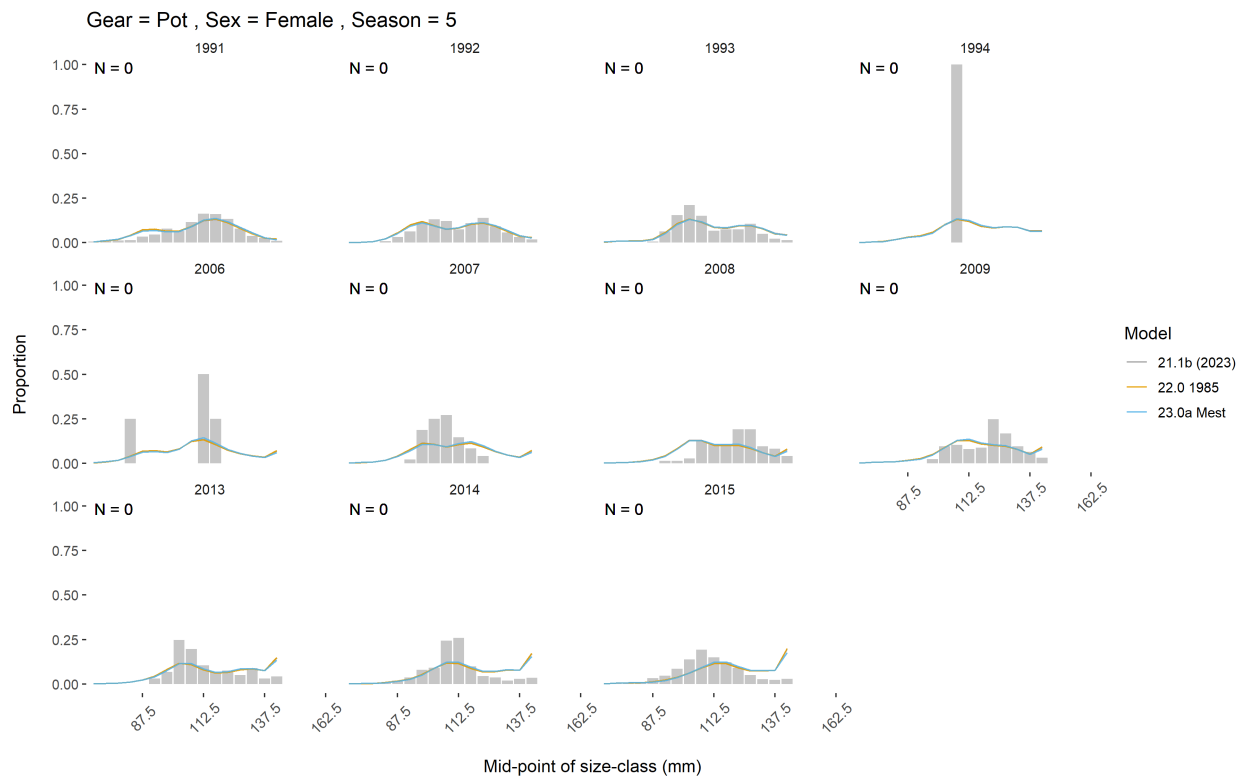 Gear = Pot , Sex = Female , Season = 5
1991 1992 1993 1994
1.00 N = 0 N = 0 N = 0 N = 0
0.75
0.50
0.25
0.00
2006 2007 2008 2009
1.00 N = 0 N = 0 N = 0 N = 0
0.75
0.50
0.25
0.00
87.5 112.5 137.5 162.5
2013 2014 2015
1.00 N = 0 N = 0 N = 0
0.75
0.50
0.25
0.00
87.5 112.5 137.5 162.5 87.5 112.5 137.5 162.5 87.5 112.5 137.5 162.5
Proportion
Mid-point of size-class (mm)
Model
21.1b (2023)
22.0 1985
23.0a Mest